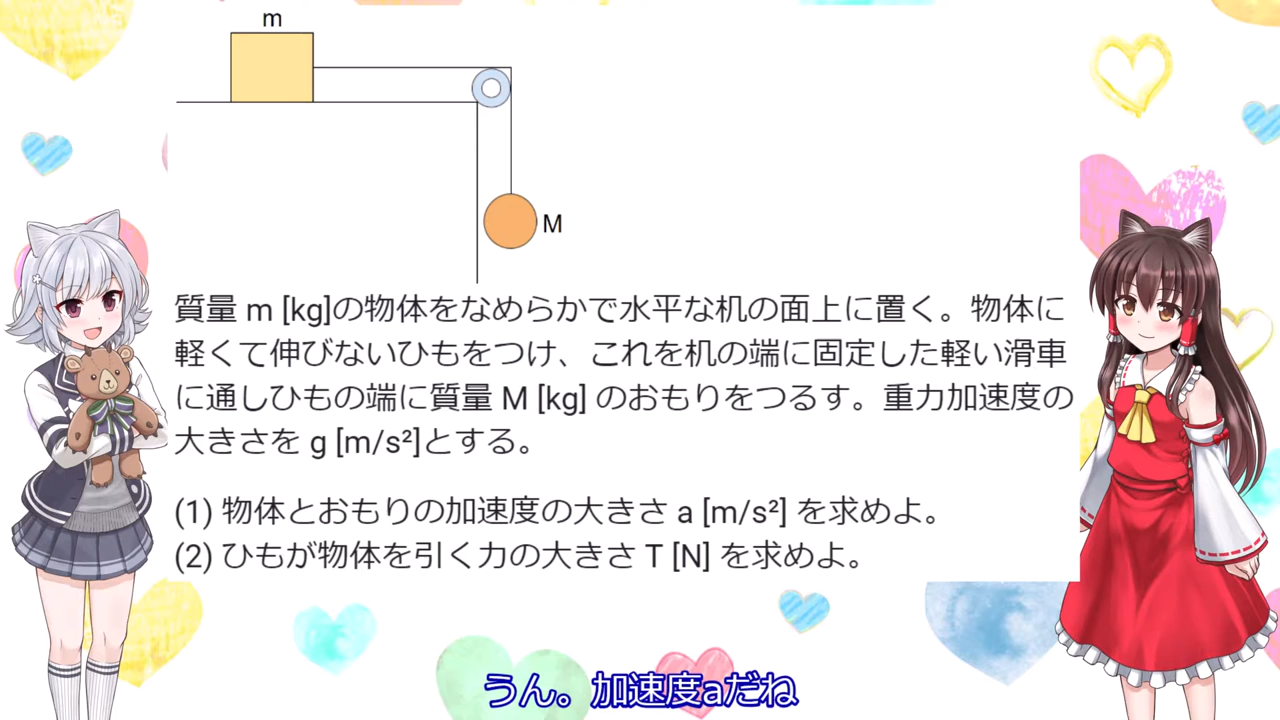 m
M
質量 m [kg]の物体をなめらかで水平な机の面上に置く。物体に
軽くて伸びないひもをつけ、これを机の端に固定した軽い滑車
に通しひもの端に質量 M [kg] のおもりをつるす。重力加速度の
大きさを g [m/s²]とする。
(1) 物体とおもりの加速度の大きさ a [m/s²] を求めよ。
(2) ひもが物体を引く力の大きさ T [N] を求めよ。
うん。加速度aだね